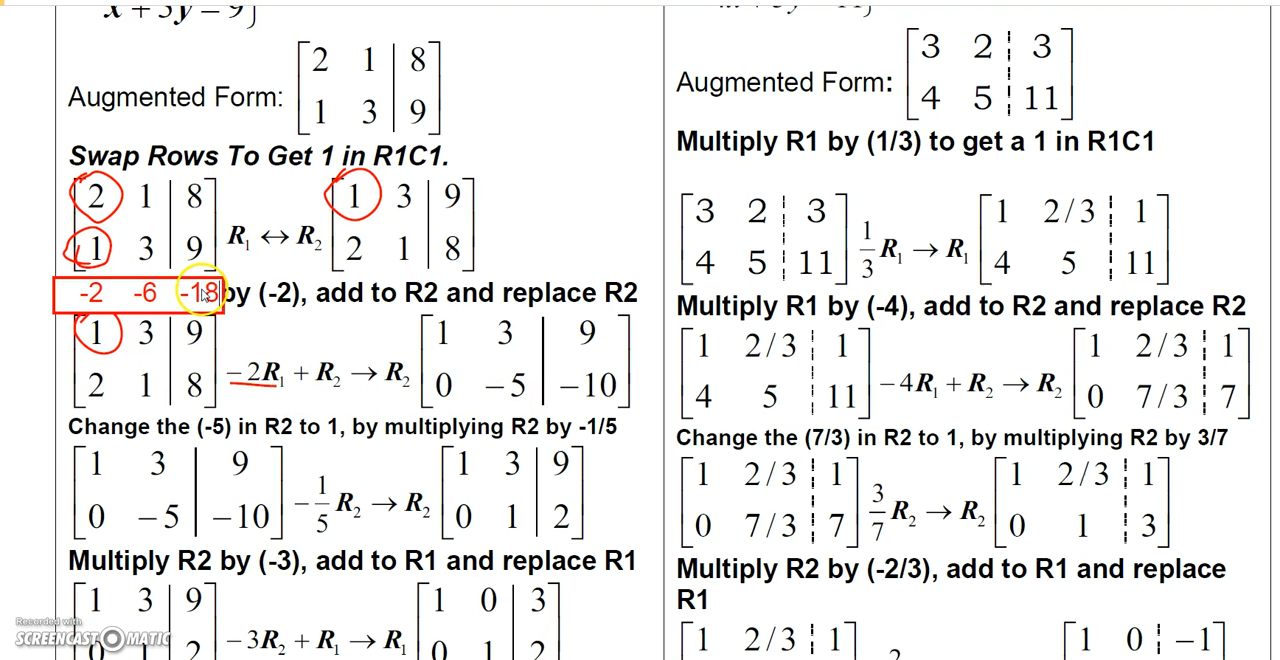 x + 3y = 9}
Augmented Form: [2 1 | 8]
[1 3 | 9]
Swap Rows To Get 1 in R1C1.
[2 1 | 8] [1 3 | 9]
[1 3 | 9] R₁ ↔ R₂ [2 1 | 8]
-2 -6 -18 by (-2), add to R2 and replace R2
[1 3 | 9] [1 3 | 9]
[2 1 | 8] −2R₁ + R₂ → R₂ [0 −5 | −10]
Change the (-5) in R2 to 1, by multiplying R2 by -1/5
[1 3 | 9] [1 3 | 9]
[0 −5 | −10] −1/5 R₂ → R₂ [0 1 | 2]
Multiply R2 by (-3), add to R1 and replace R1
[1 3 | 9] [1 0 | 3]
[0 1 | 2] −3R₂ + R₁ → R₁ [0 1 | 2]
Recorded with
SCREENCAST MATIC
Augmented Form: [3 2 ¦ 3]
[4 5 ¦ 11]
Multiply R1 by (1/3) to get a 1 in R1C1
[3 2 ¦ 3] [1 2/3 ¦ 1]
[4 5 ¦ 11] 1/3 R₁ → R₁ [4 5 ¦ 11]
Multiply R1 by (-4), add to R2 and replace R2
[1 2/3 ¦ 1] [1 2/3 ¦ 1]
[4 5 ¦ 11] −4R₁ + R₂ → R₂ [0 7/3 ¦ 7]
Change the (7/3) in R2 to 1, by multiplying R2 by 3/7
[1 2/3 ¦ 1] [1 2/3 ¦ 1]
[0 7/3 ¦ 7] 3/7 R₂ → R₂ [0 1 ¦ 3]
Multiply R2 by (-2/3), add to R1 and replace
R1
[1 2/3 ¦ 1] [1 0 ¦ −1]